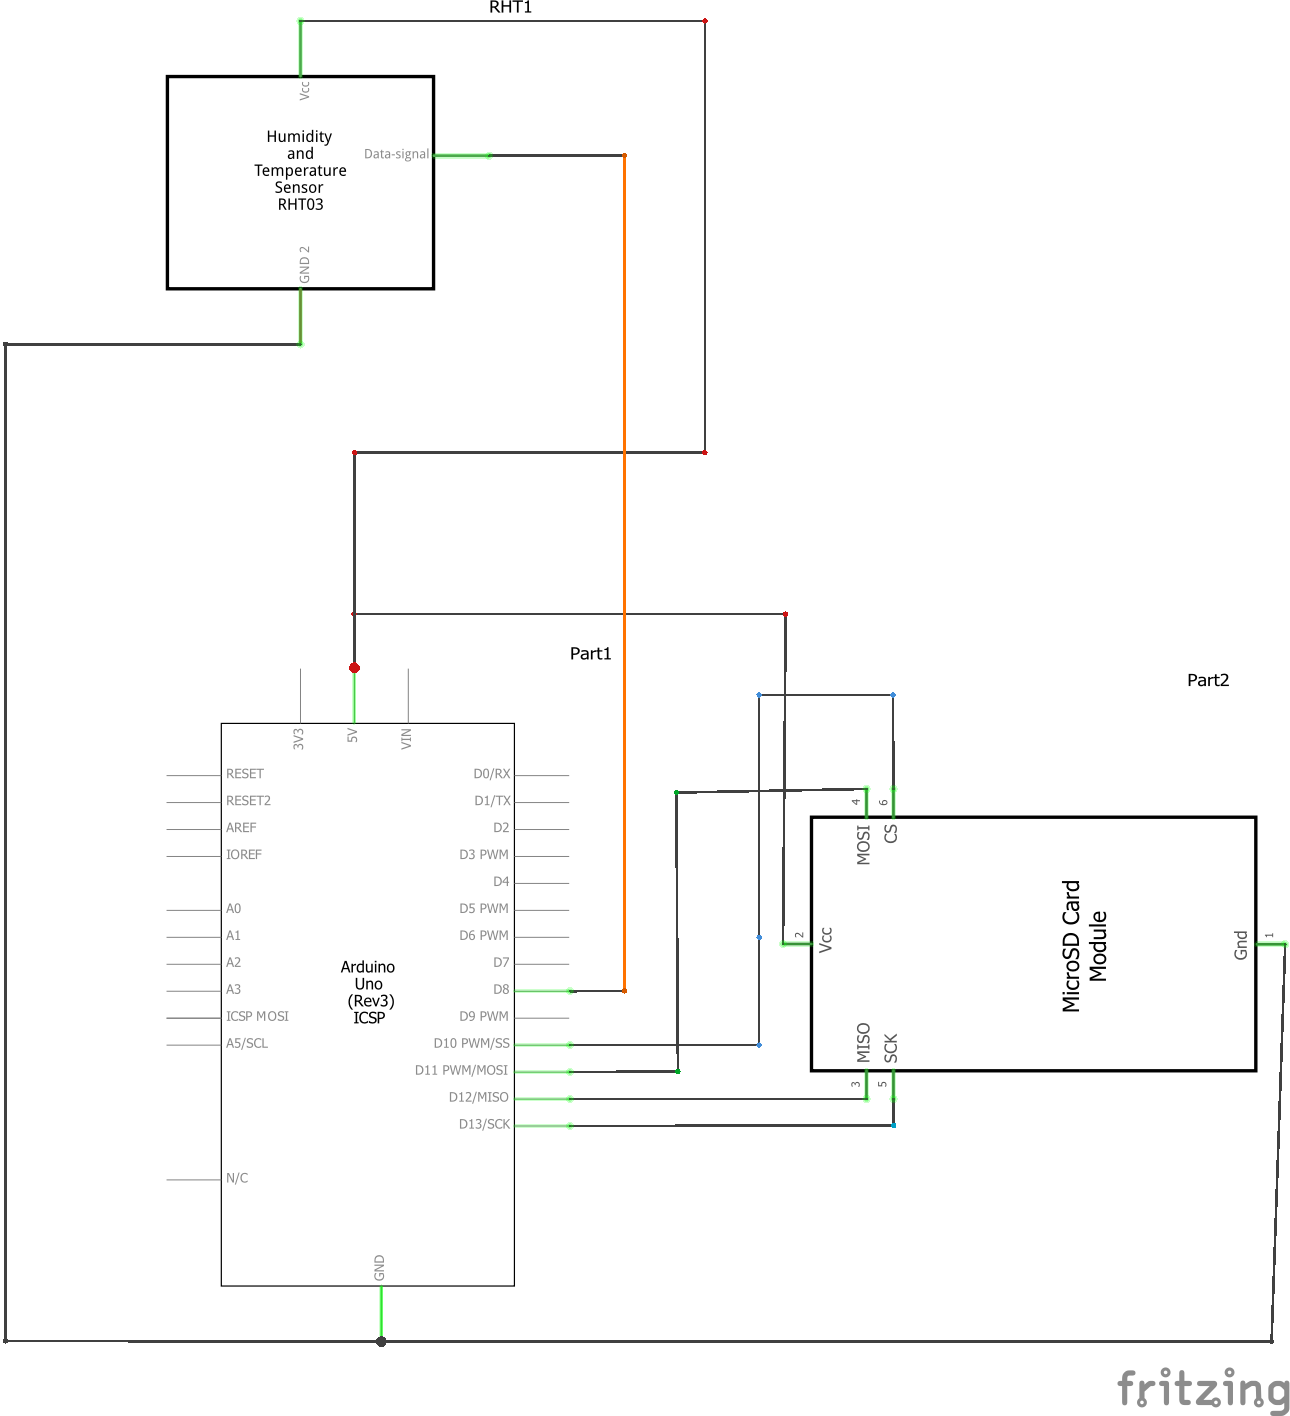 RHT1
Vcc
Humidity
and
Temperature
Sensor
RHT03
Data-signal
GND 2
Part1
Part2
3V3
5V
VIN
RESET
RESET2
AREF
IOREF
A0
A1
A2
A3
ICSP MOSI
A5/SCL
N/C
Arduino
Uno
(Rev3)
ICSP
D0/RX
D1/TX
D2
D3 PWM
D4
D5 PWM
D6 PWM
D7
D8
D9 PWM
D10 PWM/SS
D11 PWM/MOSI
D12/MISO
D13/SCK
GND
4
6
MOSI
CS
2
Vcc
MicroSD Card
Module
Gnd
1
MISO
SCK
3
5
fritzing